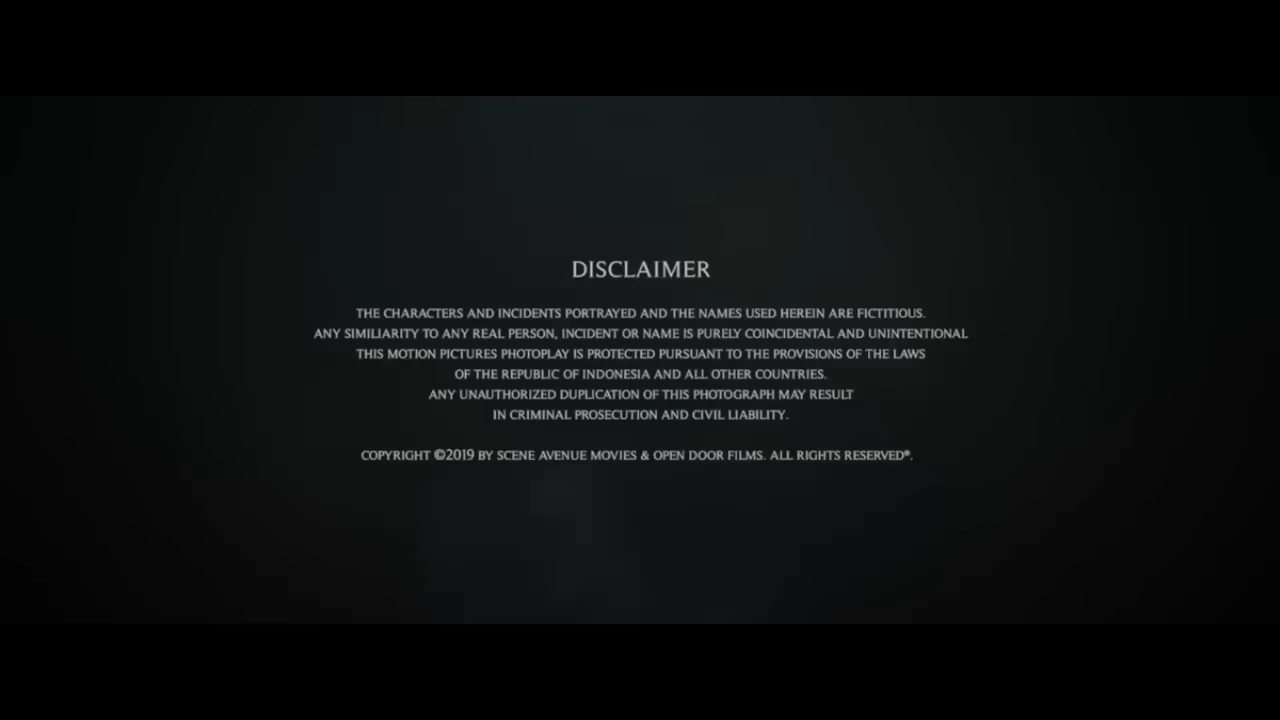 DISCLAIMER
THE CHARACTERS AND INCIDENTS PORTRAYED AND THE NAMES USED HEREIN ARE FICTITIOUS.
ANY SIMILIARITY TO ANY REAL PERSON, INCIDENT OR NAME IS PURELY COINCIDENTAL AND UNINTENTIONAL
THIS MOTION PICTURES PHOTOPLAY IS PROTECTED PURSUANT TO THE PROVISIONS OF THE LAWS
OF THE REPUBLIC OF INDONESIA AND ALL OTHER COUNTRIES.
ANY UNAUTHORIZED DUPLICATION OF THIS PHOTOGRAPH MAY RESULT
IN CRIMINAL PROSECUTION AND CIVIL LIABILITY.
COPYRIGHT ©2019 BY SCENE AVENUE MOVIES & OPEN DOOR FILMS. ALL RIGHTS RESERVED®.